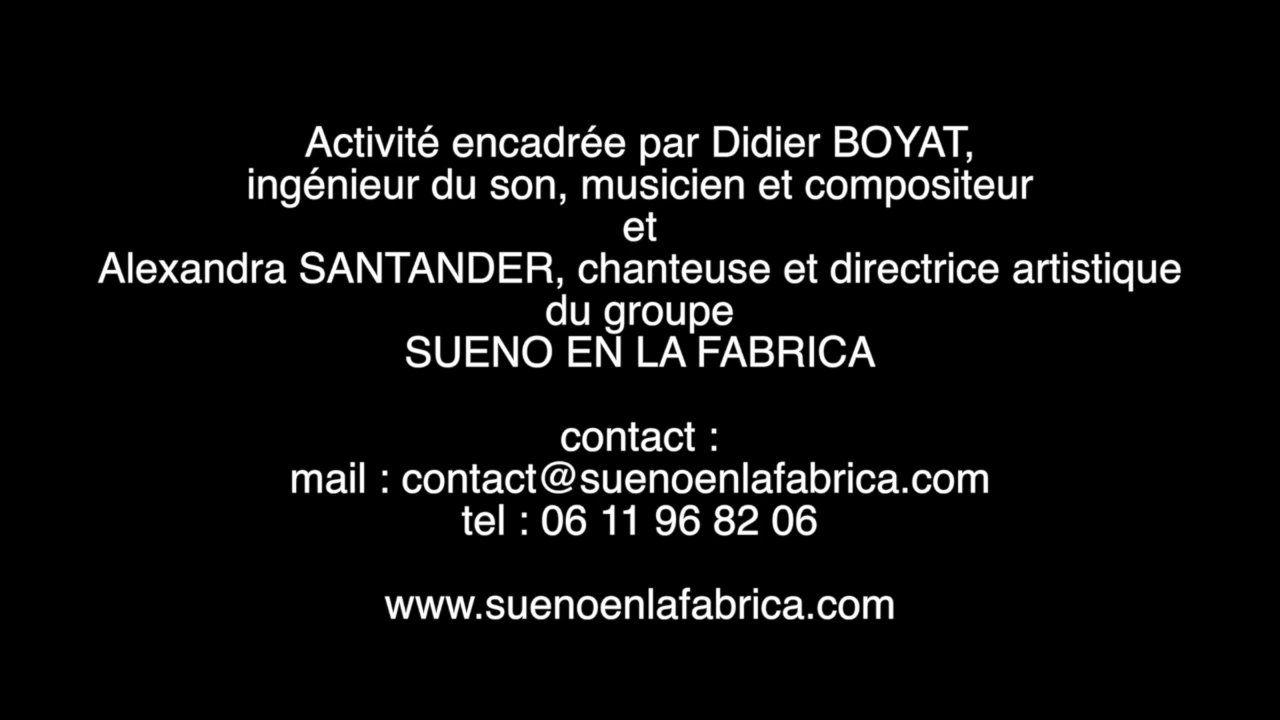 Activité encadrée par Didier BOYAT,
ingénieur du son, musicien et compositeur
et
Alexandra SANTANDER, chanteuse et directrice artistique
du groupe
SUENO EN LA FABRICA
contact :
mail : contact@suenoenlafabrica.com
tel : 06 11 96 82 06
www.suenoenlafabrica.com